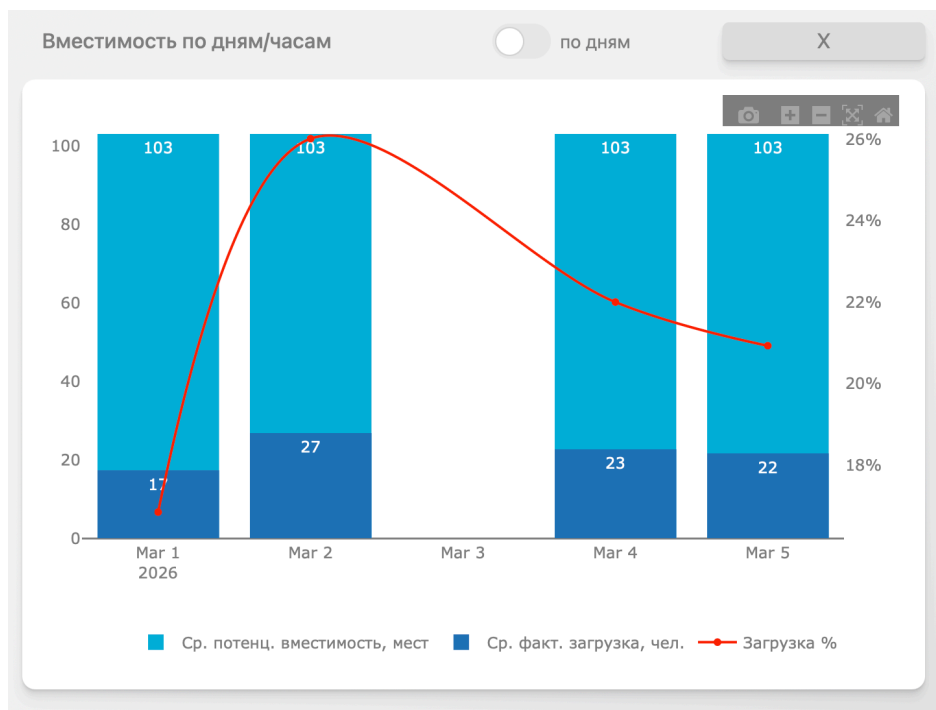 Вместимость по дням/часам
по дням
X
100
80
60
40
20
0
103
103
103
103
17
27
23
22
26%
24%
22%
20%
18%
Mar 1
2026
Mar 2
Mar 3
Mar 4
Mar 5
Ср. потенц. вместимость, мест
Ср. факт. загрузка, чел.
Загрузка %